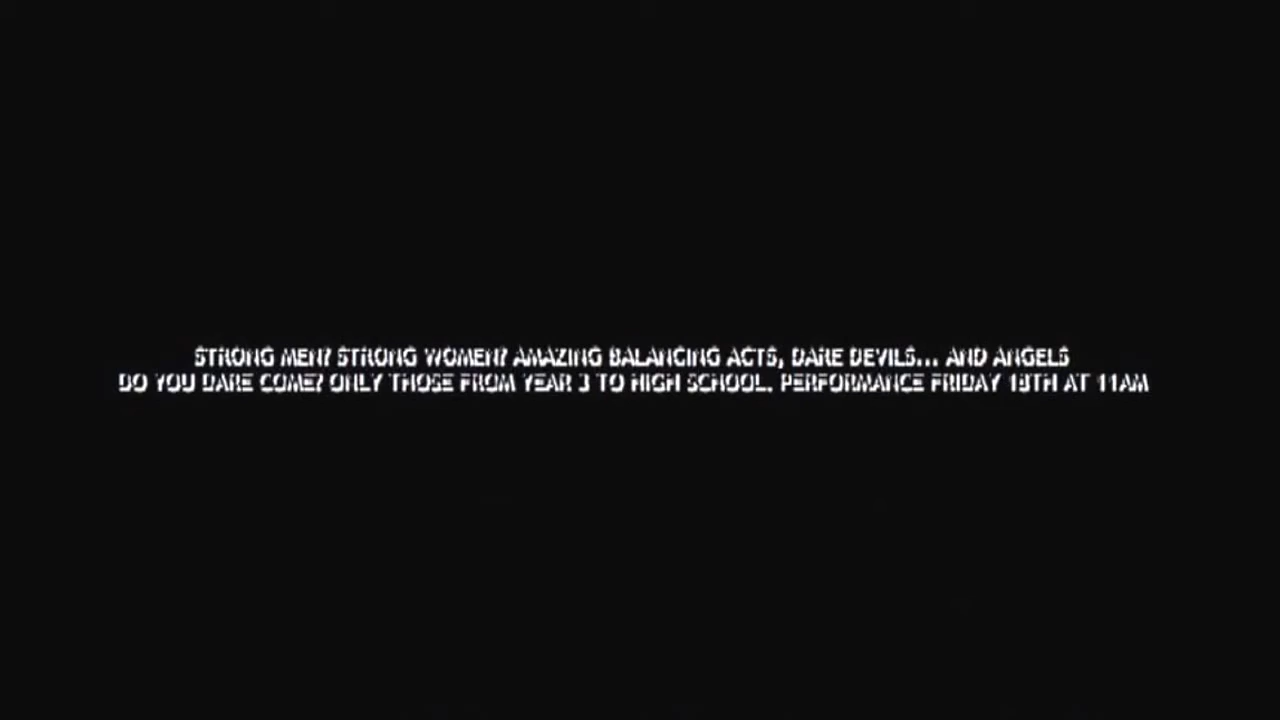 STRONG MEN? STRONG WOMEN? AMAZING BALANCING ACTS, DARE DEVILS... AND ANGELS
DO YOU DARE COME? ONLY THOSE FROM YEAR 3 TO HIGH SCHOOL. PERFORMANCE FRIDAY 18TH AT 11AM